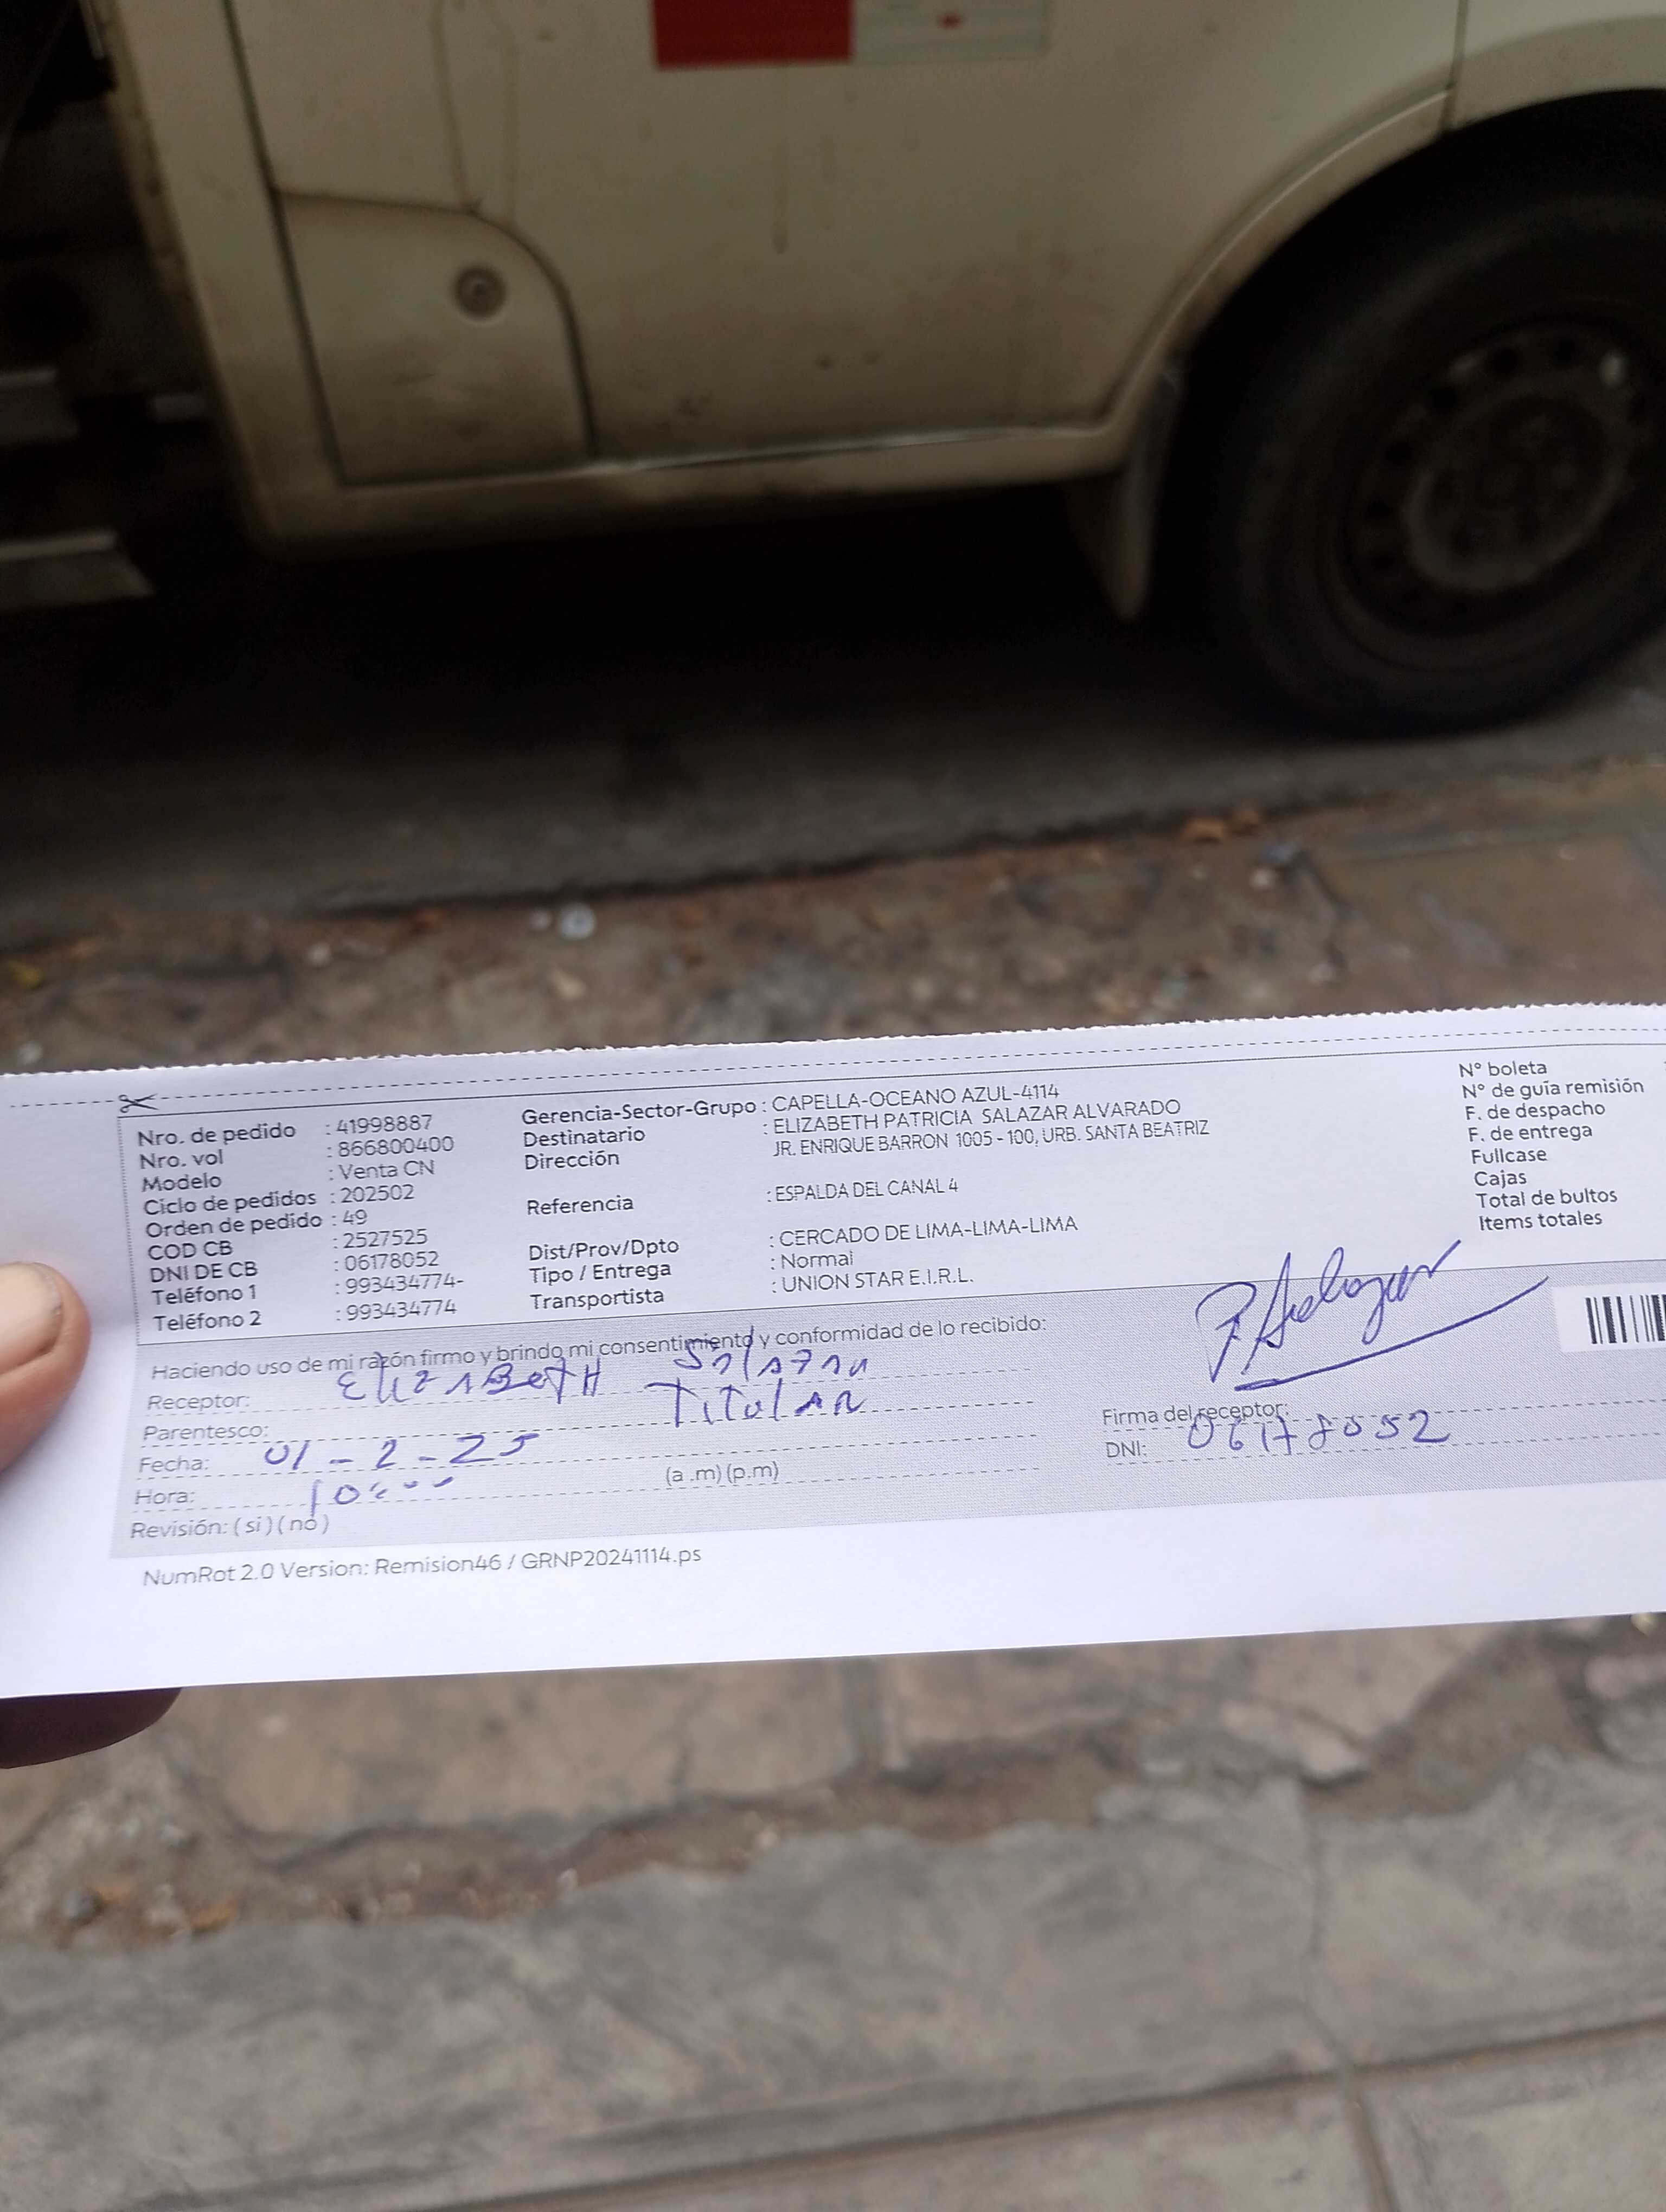 Nro. de pedido : 41998887
Nro. vol : 866800400
Modelo : Venta CN
Ciclo de pedidos : 202502
Orden de pedido : 49
COD CB : 2527525
DNI DE CB : 06178052
Teléfono 1 : 993434774-
Teléfono 2 : 993434774
Gerencia-Sector-Grupo : CAPELLA-OCEANO AZUL-4114
Destinatario : ELIZABETH PATRICIA SALAZAR ALVARADO
Dirección JR. ENRIQUE BARRON 1005 - 100, URB. SANTA BEATRIZ
Referencia : ESPALDA DEL CANAL 4
Dist/Prov/Dpto : CERCADO DE LIMA-LIMA-LIMA
Tipo / Entrega : Normal
Transportista : UNION STAR E.I.R.L.
N° boleta
N° de guía remisión
F. de despacho
F. de entrega
Fullcase
Cajas
Total de bultos
Items totales
Haciendo uso de mi razón firmo y brindo mi consentimiento y conformidad de lo recibido:
Receptor: ELIZABETH SALAZAR
Parentesco: TITULAR
Fecha: 01-2-25
Hora: 10:00 (a .m) (p.m)
Revisión: ( si ) ( no )
P. Salazar
Firma del receptor:
DNI: 06178052
NumRot 2.0 Version: Remision46 / GRNP20241114.ps